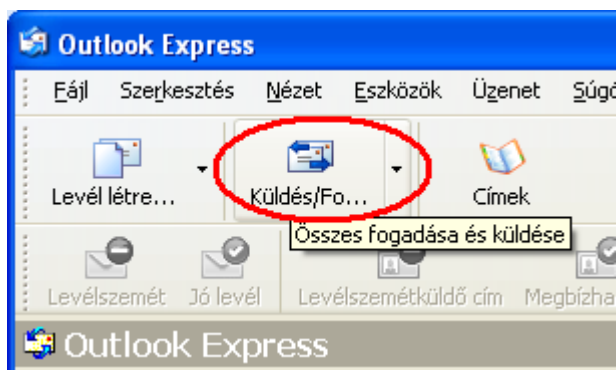 Outlook Express
Fájl Szerkesztés Nézet Eszközök Üzenet Súgó
Levél létre... Küldés/Fo... Címek
Összes fogadása és küldése
Levélszemét Jó levél Levélszemétküldő cím Megbízha
Outlook Express